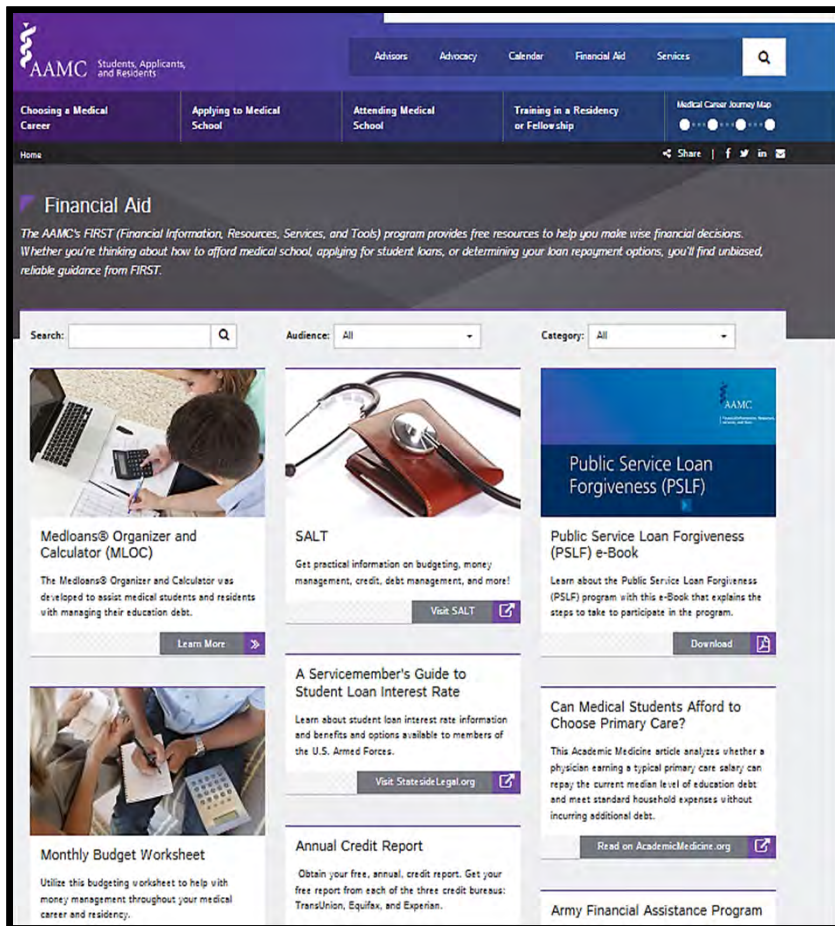 AAMC Students, Applicants,
and Residents
Advisors Advocacy Calendar Financial Aid Services
Choosing a Medical
Career
Applying to Medical
School
Attending Medical
School
Training in a Residency
or Fellowship
Medical Career Journey Map
Home
Share | f in
Financial Aid
The AAMC's FIRST (Financial Information, Resources, Services, and Tools) program provides free resources to help you make wise financial decisions.
Whether you're thinking about how to afford medical school, applying for student loans, or determining your loan repayment options, you'll find unbiased,
reliable guidance from FIRST.
Search:
Audience: All
Category: All
Medloans® Organizer and
Calculator (MLOC)
The Medloans® Organizer and Calculator was
developed to assist medical students and residents
with managing their education debt.
Learn More
Monthly Budget Worksheet
Utilize this budgeting worksheet to help with
money management throughout your medical
career and residency.
SALT
Get practical information on budgeting, money
management, credit, debt management, and more!
Visit SALT
A Servicemember's Guide to
Student Loan Interest Rate
Learn about student loan interest rate information
and benefits and options available to members of
the U.S. Armed Forces.
Visit StatesideLegal.org
Annual Credit Report
Obtain your free, annual, credit report. Get your
free report from each of the three credit bureaus:
TransUnion, Equifax, and Experian.
AAMC
Public Service Loan
Forgiveness (PSLF)
Public Service Loan Forgiveness
(PSLF) e-Book
Learn about the Public Service Loan Forgiveness
(PSLF) program with this e-Book that explains the
steps to take to participate in the program.
Download
Can Medical Students Afford to
Choose Primary Care?
This Academic Medicine article analyzes whether a
physician earning a typical primary care salary can
repay the current median level of education debt
and meet standard household expenses without
incurring additional debt.
Read on AcademicMedicine.org
Army Financial Assistance Program